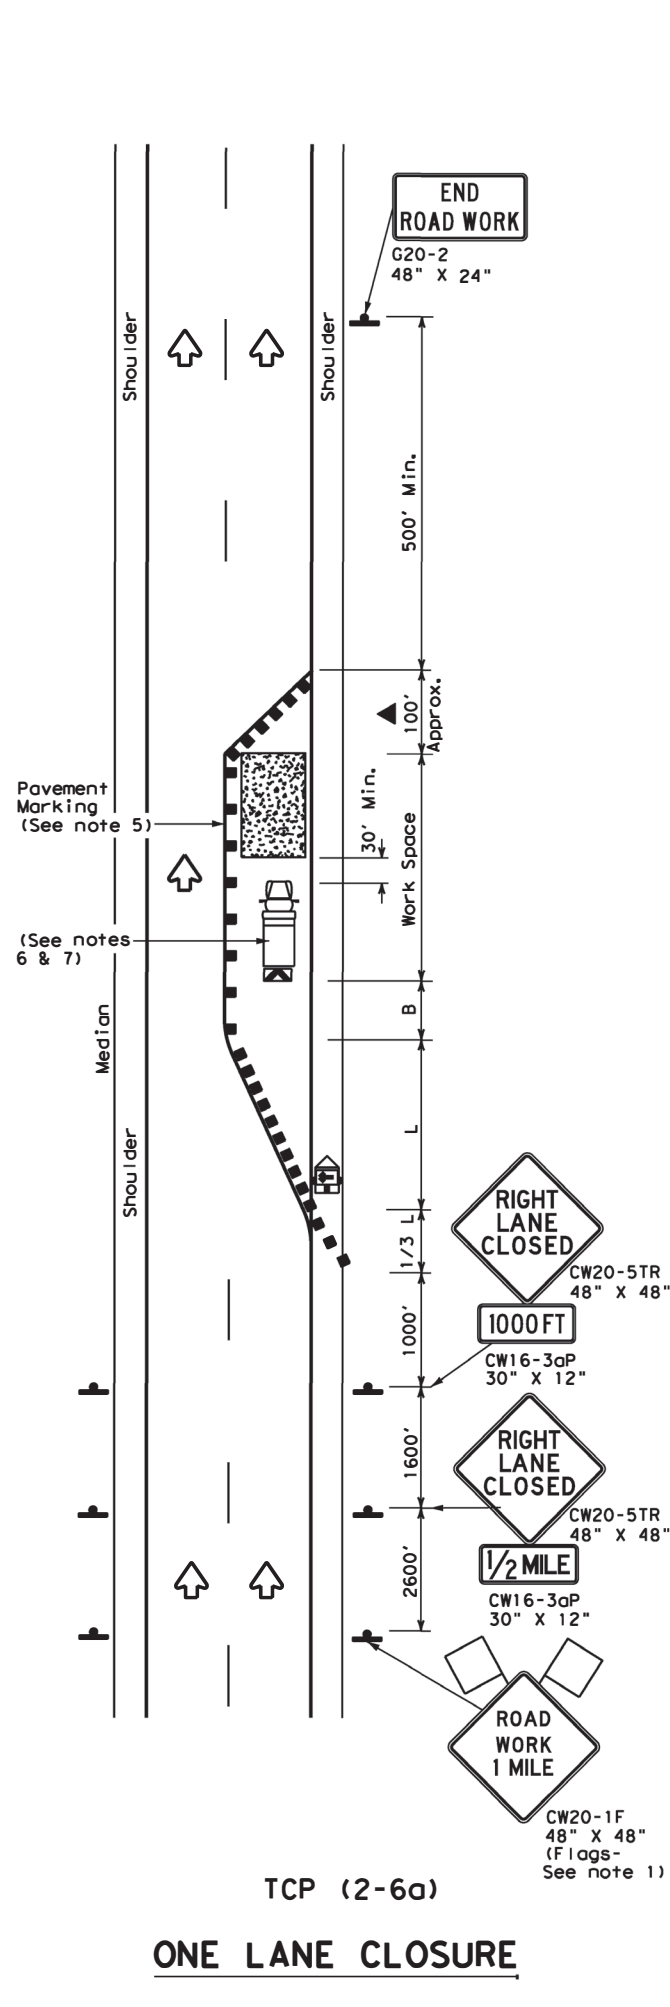 END
ROAD WORK
G20-2
48" X 24"
Shoulder
Shoulder
500' Min.
100'
Approx.
30' Min.
Work Space
Pavement
Marking
(See note 5)
(See notes
6 & 7)
B
Median
L
Shoulder
1/3 L
RIGHT
LANE
CLOSED
CW20-5TR
48" X 48"
1000 FT
CW16-3aP
30" X 12"
1000'
RIGHT
LANE
CLOSED
CW20-5TR
48" X 48"
1600'
1/2 MILE
CW16-3aP
30" X 12"
2600'
ROAD
WORK
1 MILE
CW20-1F
48" X 48"
(Flags-
See note 1)
TCP (2-6a)
ONE LANE CLOSURE